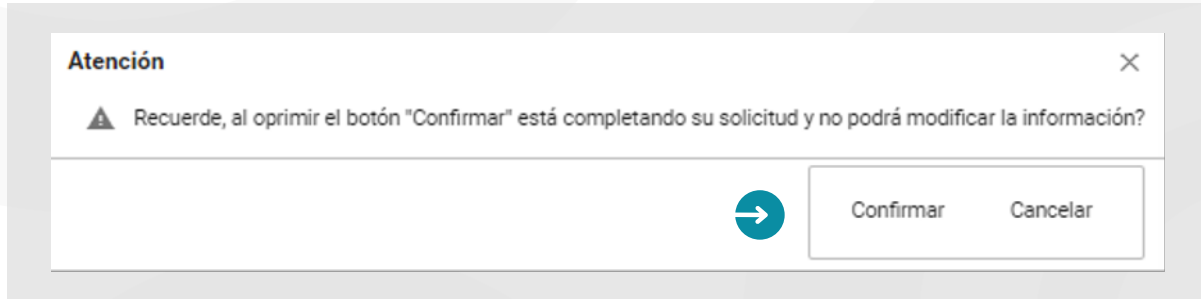 Atención
Recuerde, al oprimir el botón "Confirmar" está completando su solicitud y no podrá modificar la información?
Confirmar Cancelar